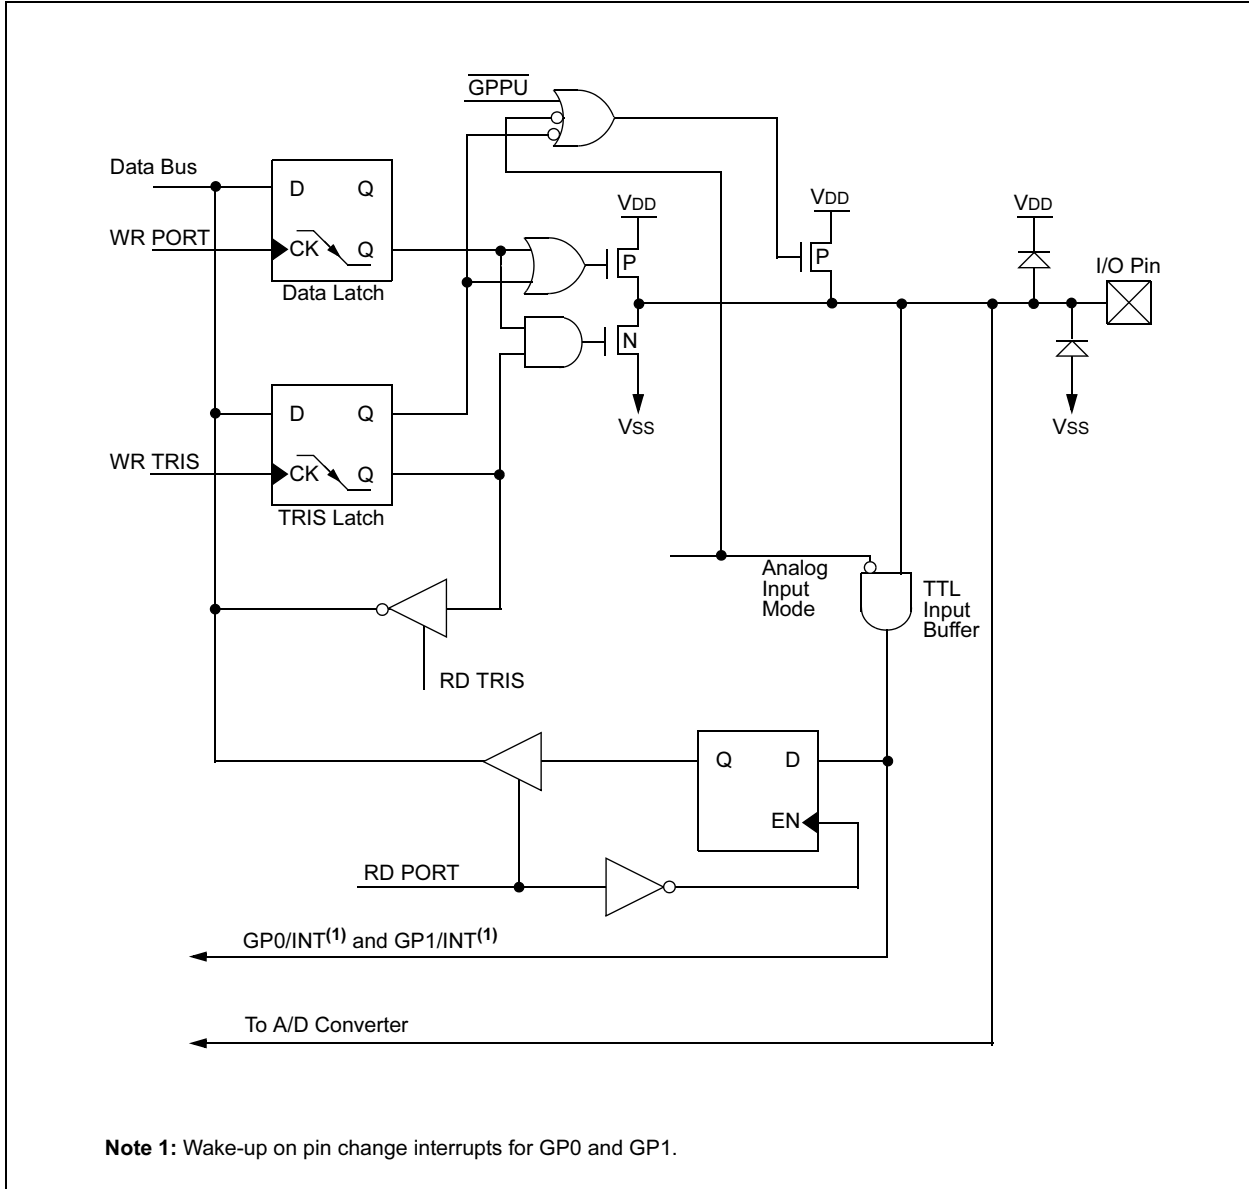 GPPU
Data Bus
D Q
WR PORT
CK Q
Data Latch
VDD
P
VDD
P
VDD
I/O Pin
N
VSS
VSS
D Q
WR TRIS
CK Q
TRIS Latch
Analog
Input
Mode
TTL
Input
Buffer
RD TRIS
Q D
EN
RD PORT
GP0/INT(1) and GP1/INT(1)
To A/D Converter
Note 1: Wake-up on pin change interrupts for GP0 and GP1.